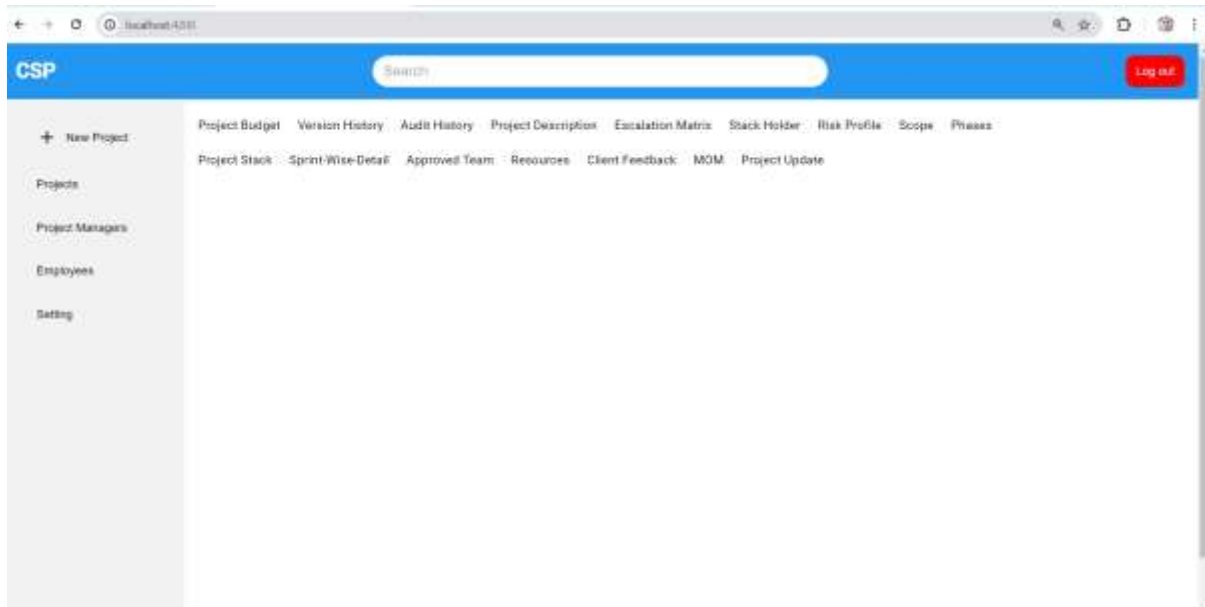 localhost:4200
CSP
Search
Log out
New Project
Projects
Project Managers
Employees
Setting
Project Budget Version History Audit History Project Description Escalation Matrix Stack Holder Risk Profile Scope Phases
Project Stack Sprint-Wise-Detail Approved Team Resources Client Feedback MOM Project Update